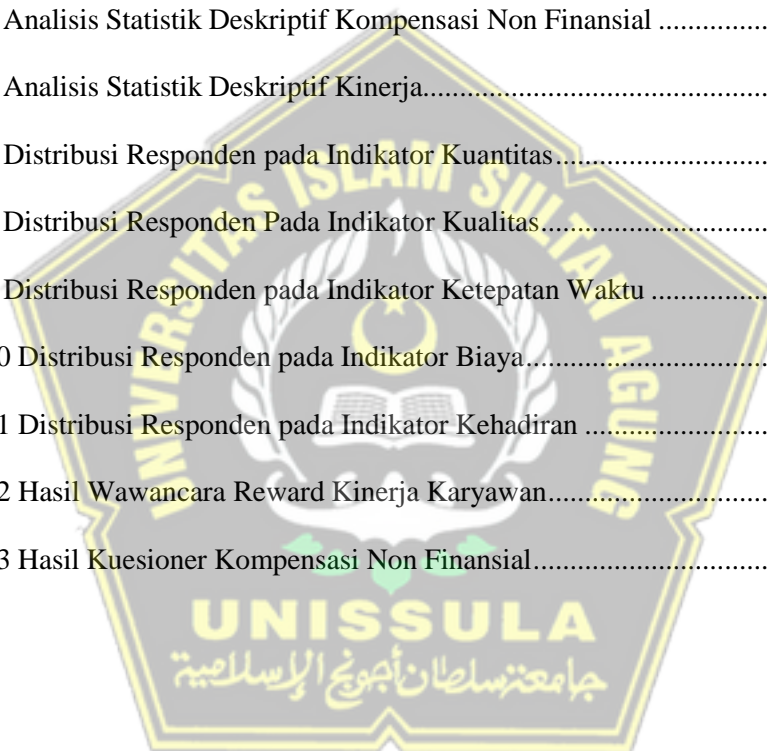 Analisis Statistik Deskriptif Kompensasi Non Finansial ..............
Analisis Statistik Deskriptif Kinerja............................................
Distribusi Responden pada Indikator Kuantitas...........................
Distribusi Responden Pada Indikator Kualitas.............................
Distribusi Responden pada Indikator Ketepatan Waktu ...............
0 Distribusi Responden pada Indikator Biaya................................
1 Distribusi Responden pada Indikator Kehadiran ........................
2 Hasil Wawancara Reward Kinerja Karyawan.............................
3 Hasil Kuesioner Kompensasi Non Finansial...............................
UNIVERSITAS ISLAM SULTAN AGUNG
UNISSULA
جامعة سلطان أجونج الإسلامية